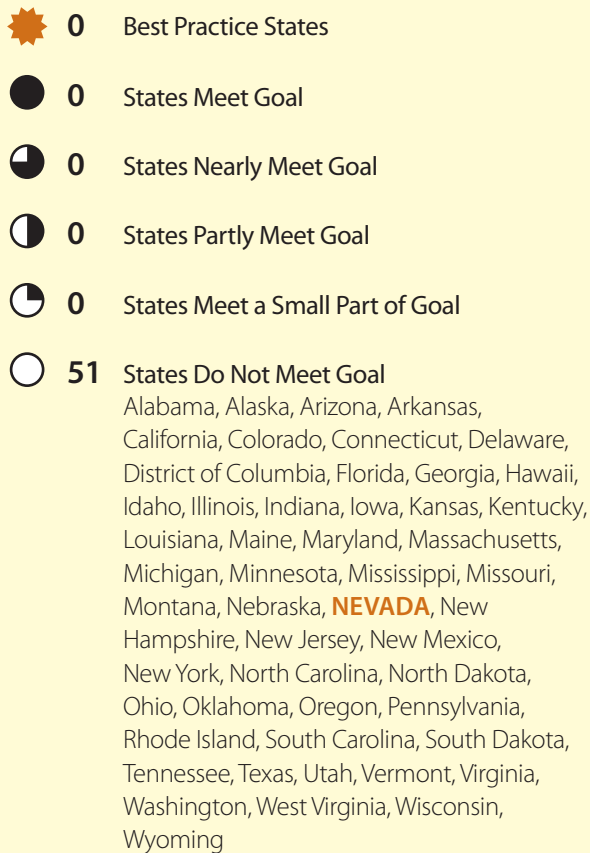 0 Best Practice States
0 States Meet Goal
0 States Nearly Meet Goal
0 States Partly Meet Goal
0 States Meet a Small Part of Goal
51 States Do Not Meet Goal
Alabama, Alaska, Arizona, Arkansas,
California, Colorado, Connecticut, Delaware,
District of Columbia, Florida, Georgia, Hawaii,
Idaho, Illinois, Indiana, Iowa, Kansas, Kentucky,
Louisiana, Maine, Maryland, Massachusetts,
Michigan, Minnesota, Mississippi, Missouri,
Montana, Nebraska, NEVADA, New
Hampshire, New Jersey, New Mexico,
New York, North Carolina, North Dakota,
Ohio, Oklahoma, Oregon, Pennsylvania,
Rhode Island, South Carolina, South Dakota,
Tennessee, Texas, Utah, Vermont, Virginia,
Washington, West Virginia, Wisconsin,
Wyoming